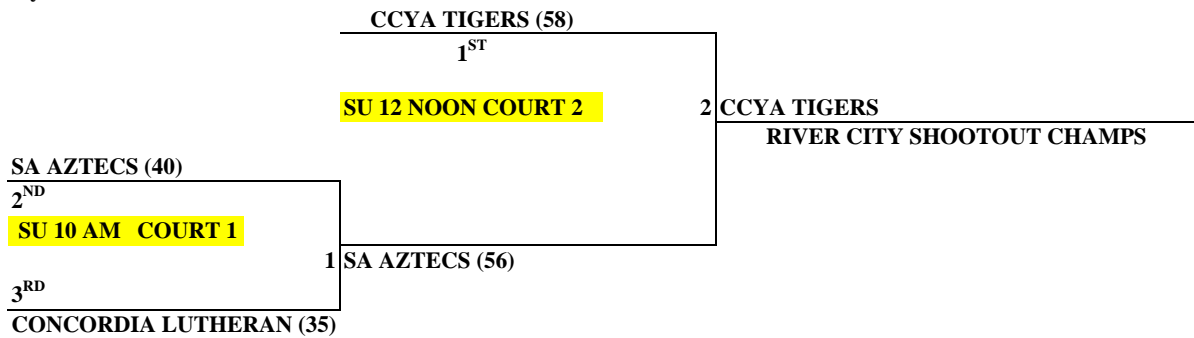 CCYA TIGERS (58)
1ST
SU 12 NOON COURT 2
2 CCYA TIGERS
RIVER CITY SHOOTOUT CHAMPS
SA AZTECS (40)
2ND
SU 10 AM COURT 1
1 SA AZTECS (56)
3RD
CONCORDIA LUTHERAN (35)